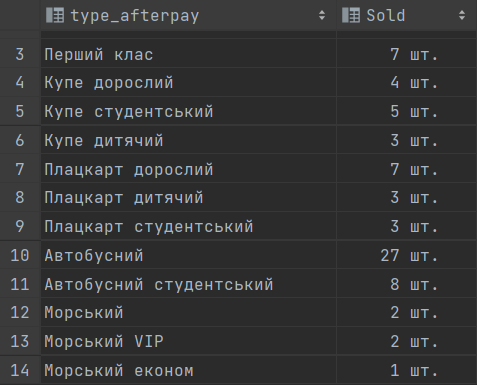 type_afterpay Sold
3 Перший клас 7 шт.
4 Купе дорослий 4 шт.
5 Купе студентський 5 шт.
6 Купе дитячий 3 шт.
7 Плацкарт дорослий 7 шт.
8 Плацкарт дитячий 3 шт.
9 Плацкарт студентський 3 шт.
10 Автобусний 27 шт.
11 Автобусний студентський 8 шт.
12 Морський 2 шт.
13 Морський VIP 2 шт.
14 Морський економ 1 шт.